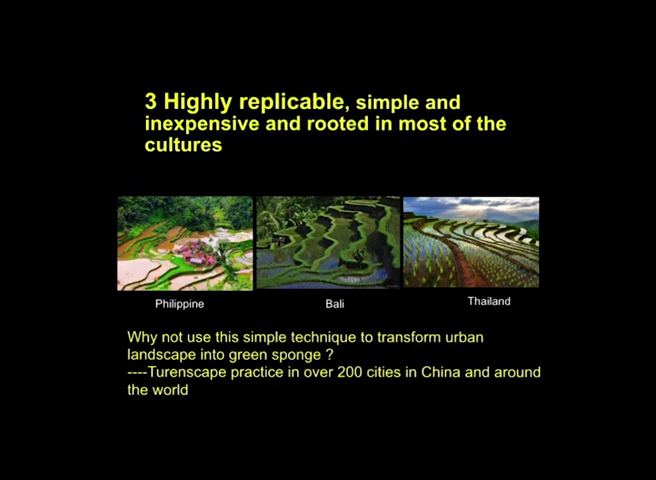 3 Highly replicable, simple and
inexpensive and rooted in most of the
cultures
Philippine
Bali
Thailand
Why not use this simple technique to transform urban
landscape into green sponge ?
----Turenscape practice in over 200 cities in China and around
the world